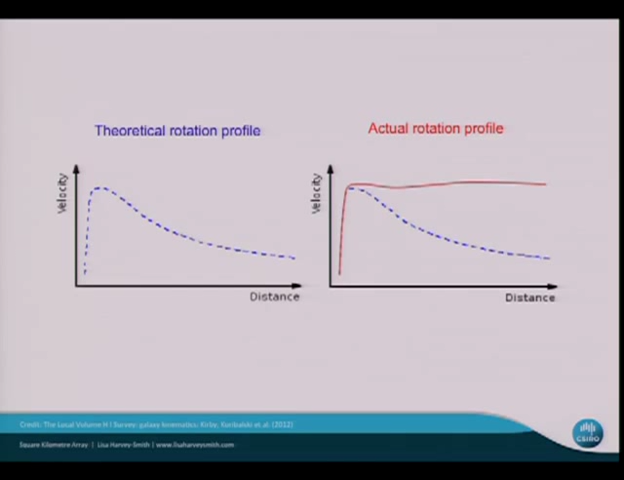 Theoretical rotation profile
Actual rotation profile
Velocity
Distance
Velocity
Distance
Credit: The Local Volume H I Survey: galaxy kinematics. Kirby, Koribalski et al. (2012)
Square Kilometre Array | Lisa Harvey-Smith | www.lisaharveysmith.com
CSIRO